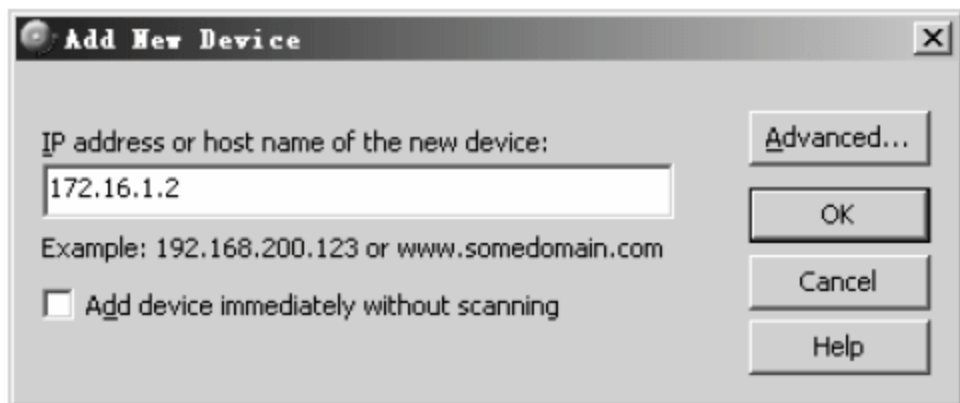 Add New Device
IP address or host name of the new device:
Advanced...
172.16.1.2
OK
Example: 192.168.200.123 or www.somedomain.com
Cancel
Add device immediately without scanning
Help